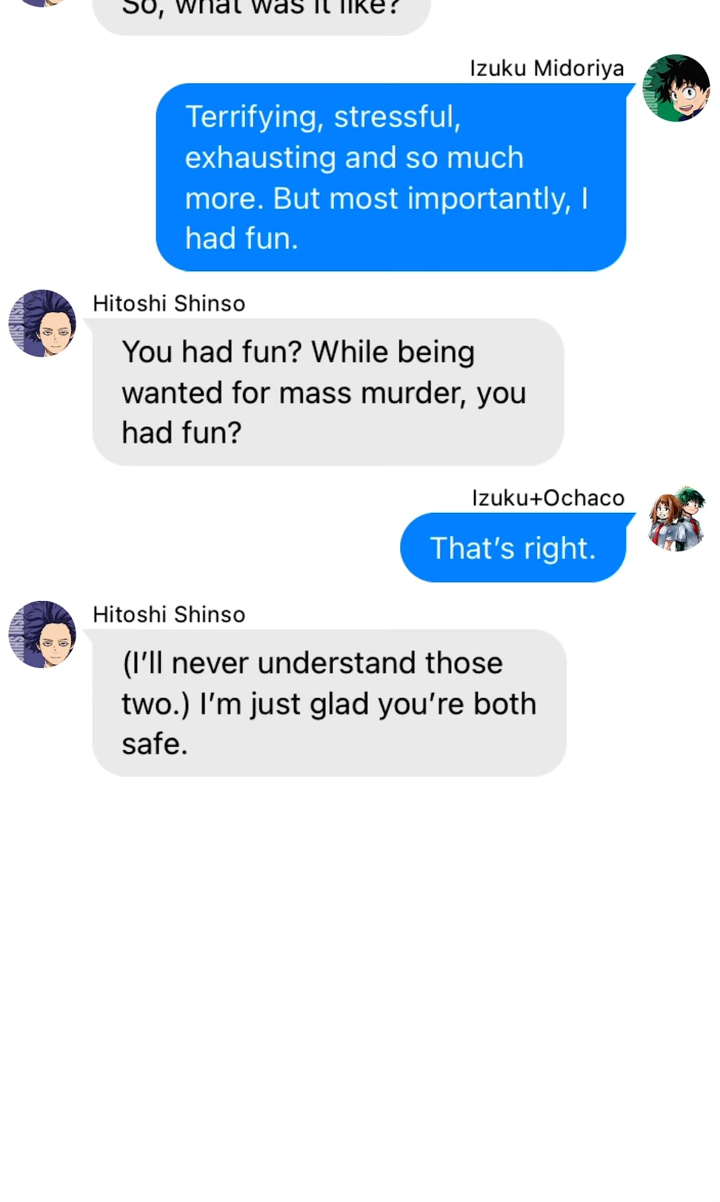 So, what was it like?
Izuku Midoriya
Terrifying, stressful,
exhausting and so much
more. But most importantly, I
had fun.
Hitoshi Shinso
You had fun? While being
wanted for mass murder, you
had fun?
Izuku+Ochaco
That’s right.
Hitoshi Shinso
(I’ll never understand those
two.) I’m just glad you’re both
safe.